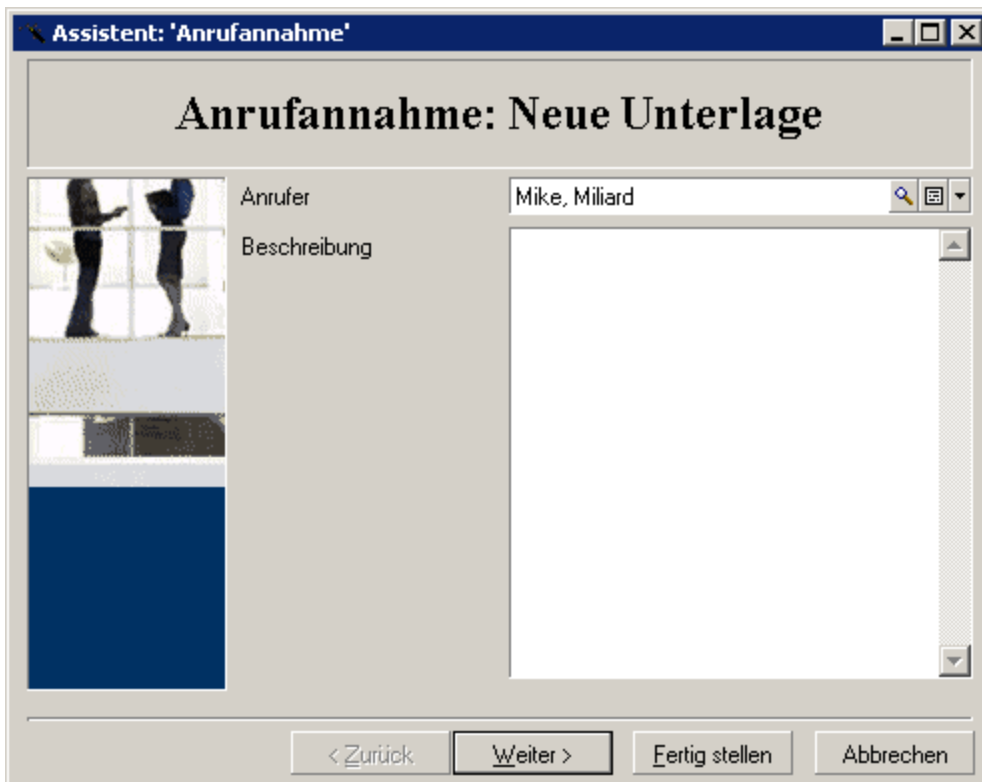 Assistent: 'Anrufannahme'
Anrufannahme: Neue Unterlage
Anrufer Mike, Miliard
Beschreibung
< Zurück Weiter > Fertig stellen Abbrechen